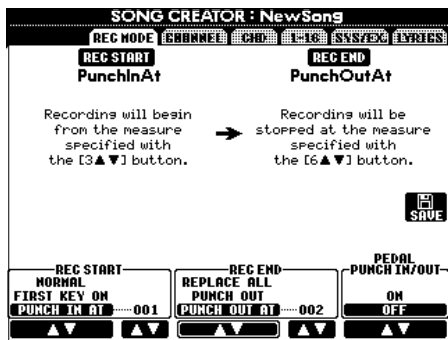 SONG CREATOR : NewSong
REC MODE CHANNEL CHD 1-16 SYS/EX. LYRICS
REC START
PunchInAt
Recording will begin
from the measure
specified with
the [3▲▼] button.
REC END
PunchOutAt
Recording will be
stopped at the measure
specified with
the [6▲▼] button.
SAVE
REC START
NORMAL
FIRST KEY ON
PUNCH IN AT 001
REC END
REPLACE ALL
PUNCH OUT
PUNCH OUT AT 002
PEDAL
PUNCH IN/OUT
ON
OFF